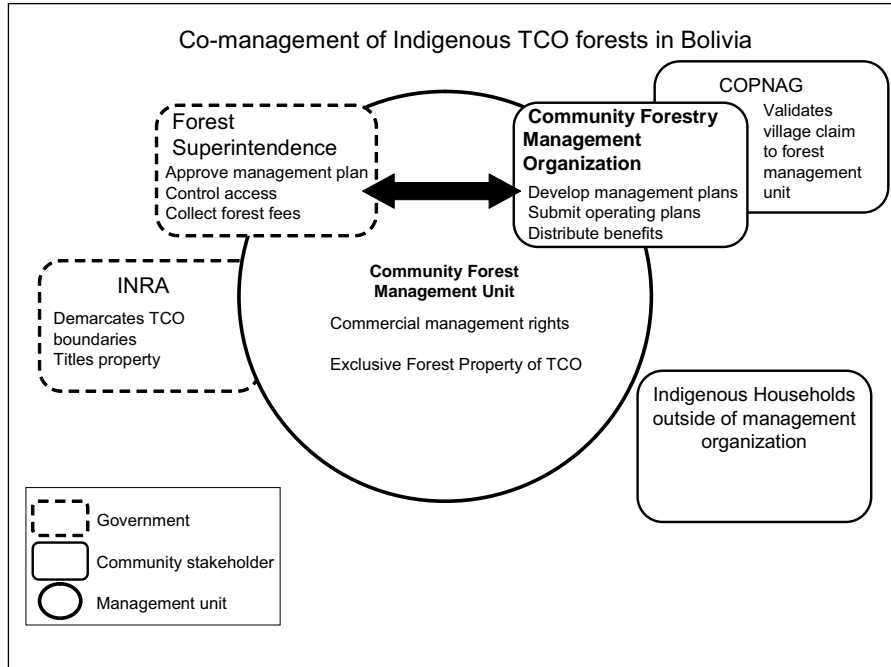 Co-management of Indigenous TCO forests in Bolivia
Forest
Superintendence
Approve management plan
Control access
Collect forest fees
Community Forestry
Management
Organization
Develop management plans
Submit operating plans
Distribute benefits
COPNAG
Validates
village claim
to forest
management
unit
INRA
Demarcates TCO
boundaries
Titles property
Community Forest
Management Unit
Commercial management rights
Exclusive Forest Property of TCO
Indigenous Households
outside of management
organization
Government
Community stakeholder
Management unit